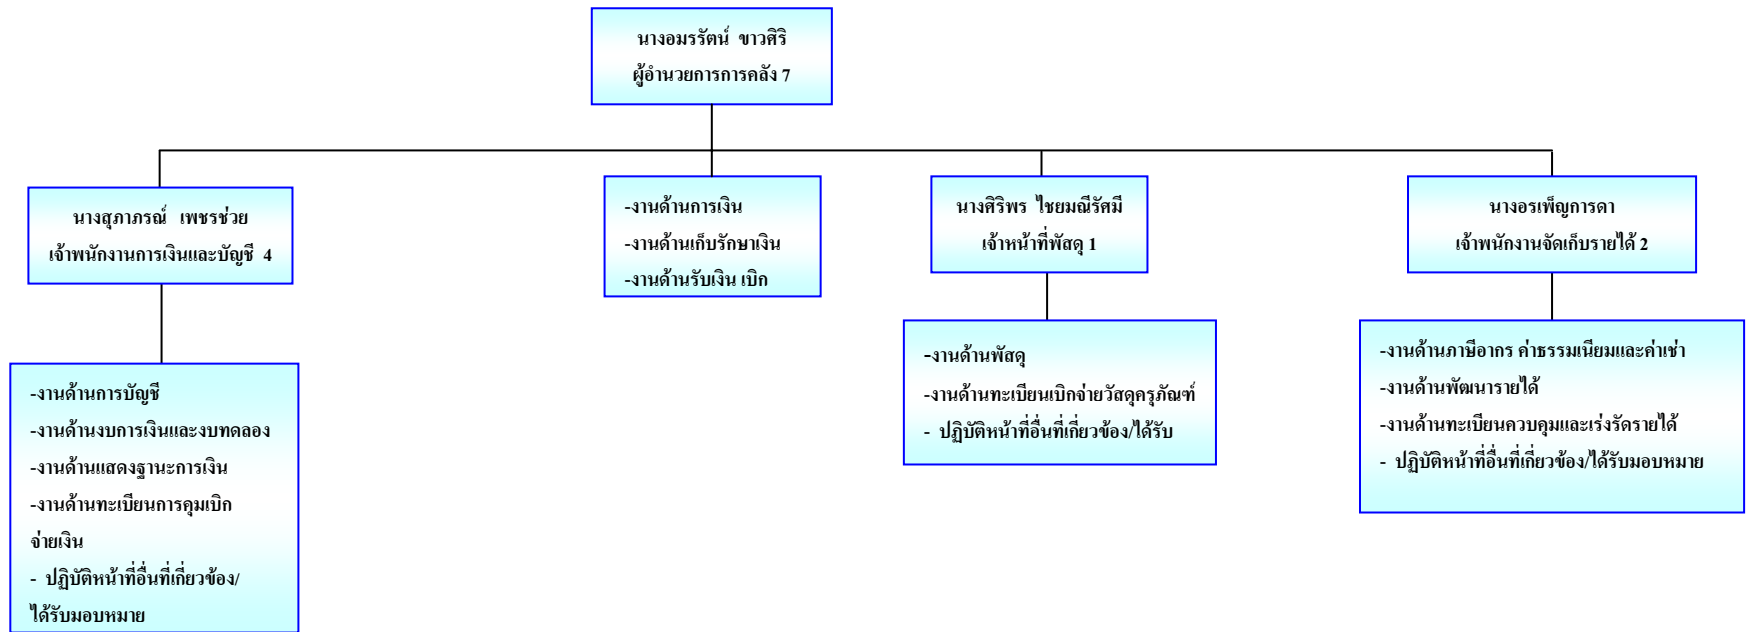 นางอมรรัตน์ ขาวศิริ
ผู้อำนวยการการคลัง 7
นางสุภาภรณ์ เพชรช่วย
เจ้าพนักงานการเงินและบัญชี 4
-งานด้านการเงิน
-งานด้านเก็บรักษาเงิน
-งานด้านรับเงิน เบิก
นางศิริพร ไชยมณีรัศมี
เจ้าหน้าที่พัสดุ 1
นางอรเพ็ญการดา
เจ้าพนักงานจัดเก็บรายได้ 2
-งานด้านการบัญชี
-งานด้านงบการเงินและงบทดลอง
-งานด้านแสดงฐานะการเงิน
-งานด้านทะเบียนการคุมเบิก
จ่ายเงิน
- ปฏิบัติหน้าที่อื่นที่เกี่ยวข้อง/
ได้รับมอบหมาย
-งานด้านพัสดุ
-งานด้านทะเบียนเบิกจ่ายวัสดุครุภัณฑ์
- ปฏิบัติหน้าที่อื่นที่เกี่ยวข้อง/ได้รับ
-งานด้านภาษีอากร ค่าธรรมเนียมและค่าเช่า
-งานด้านพัฒนารายได้
-งานด้านทะเบียนควบคุมและเร่งรัดรายได้
- ปฏิบัติหน้าที่อื่นที่เกี่ยวข้อง/ได้รับมอบหมาย